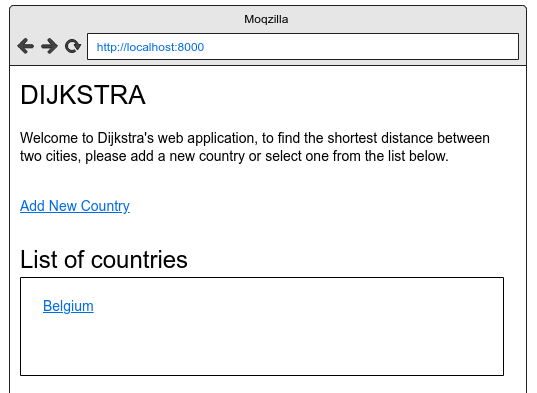 Moqzilla
http://localhost:8000
DIJKSTRA
Welcome to Dijkstra's web application, to find the shortest distance between
two cities, please add a new country or select one from the list below.
Add New Country
List of countries
Belgium